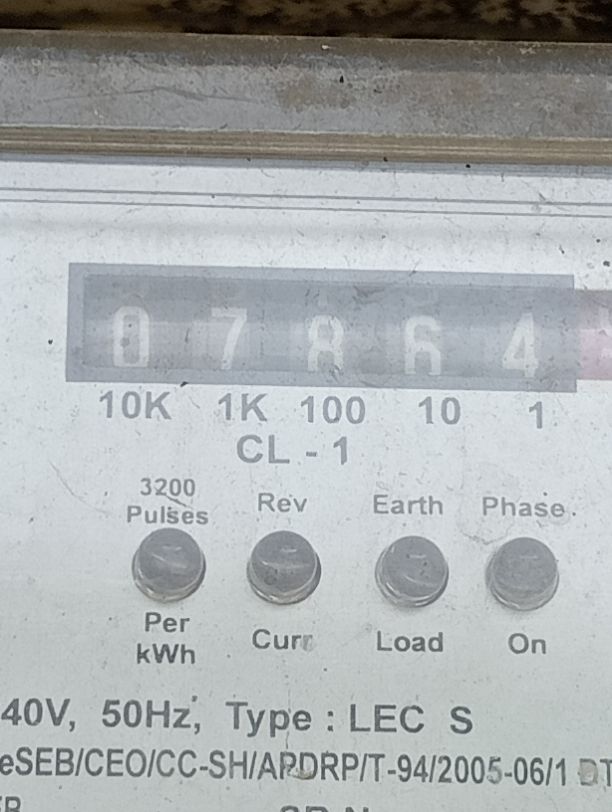 0 7 8 6 4
10K 1K 100 10 1
CL - 1
3200 Pulses Rev Earth Phase
Per kWh Curr Load On
40V, 50Hz, Type : LEC S
eSEB/CEO/CC-SH/APDRP/T-94/2005-06/1 DT